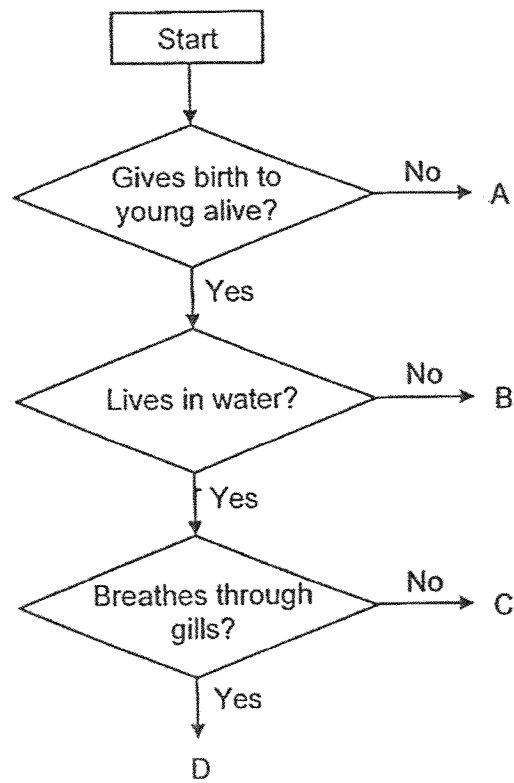 Start
Gives birth to
young alive?
No
A
Yes
Lives in water?
No
B
Yes
Breathes through
gills?
No
C
Yes
D